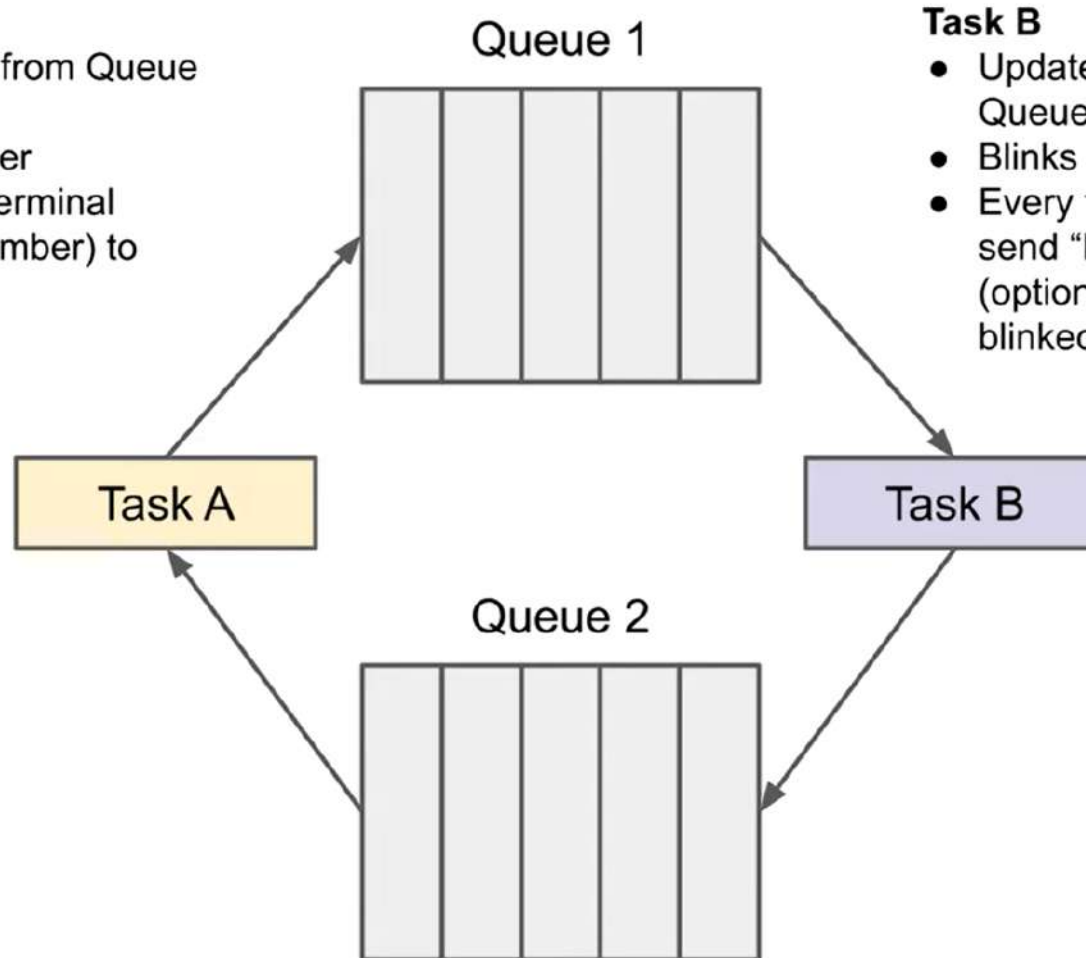 from Queue
er
erminal
mber) to
Queue 1
Task B
● Update
Queue
● Blinks
● Every
send “
(option
blinked
Task A
Task B
Queue 2